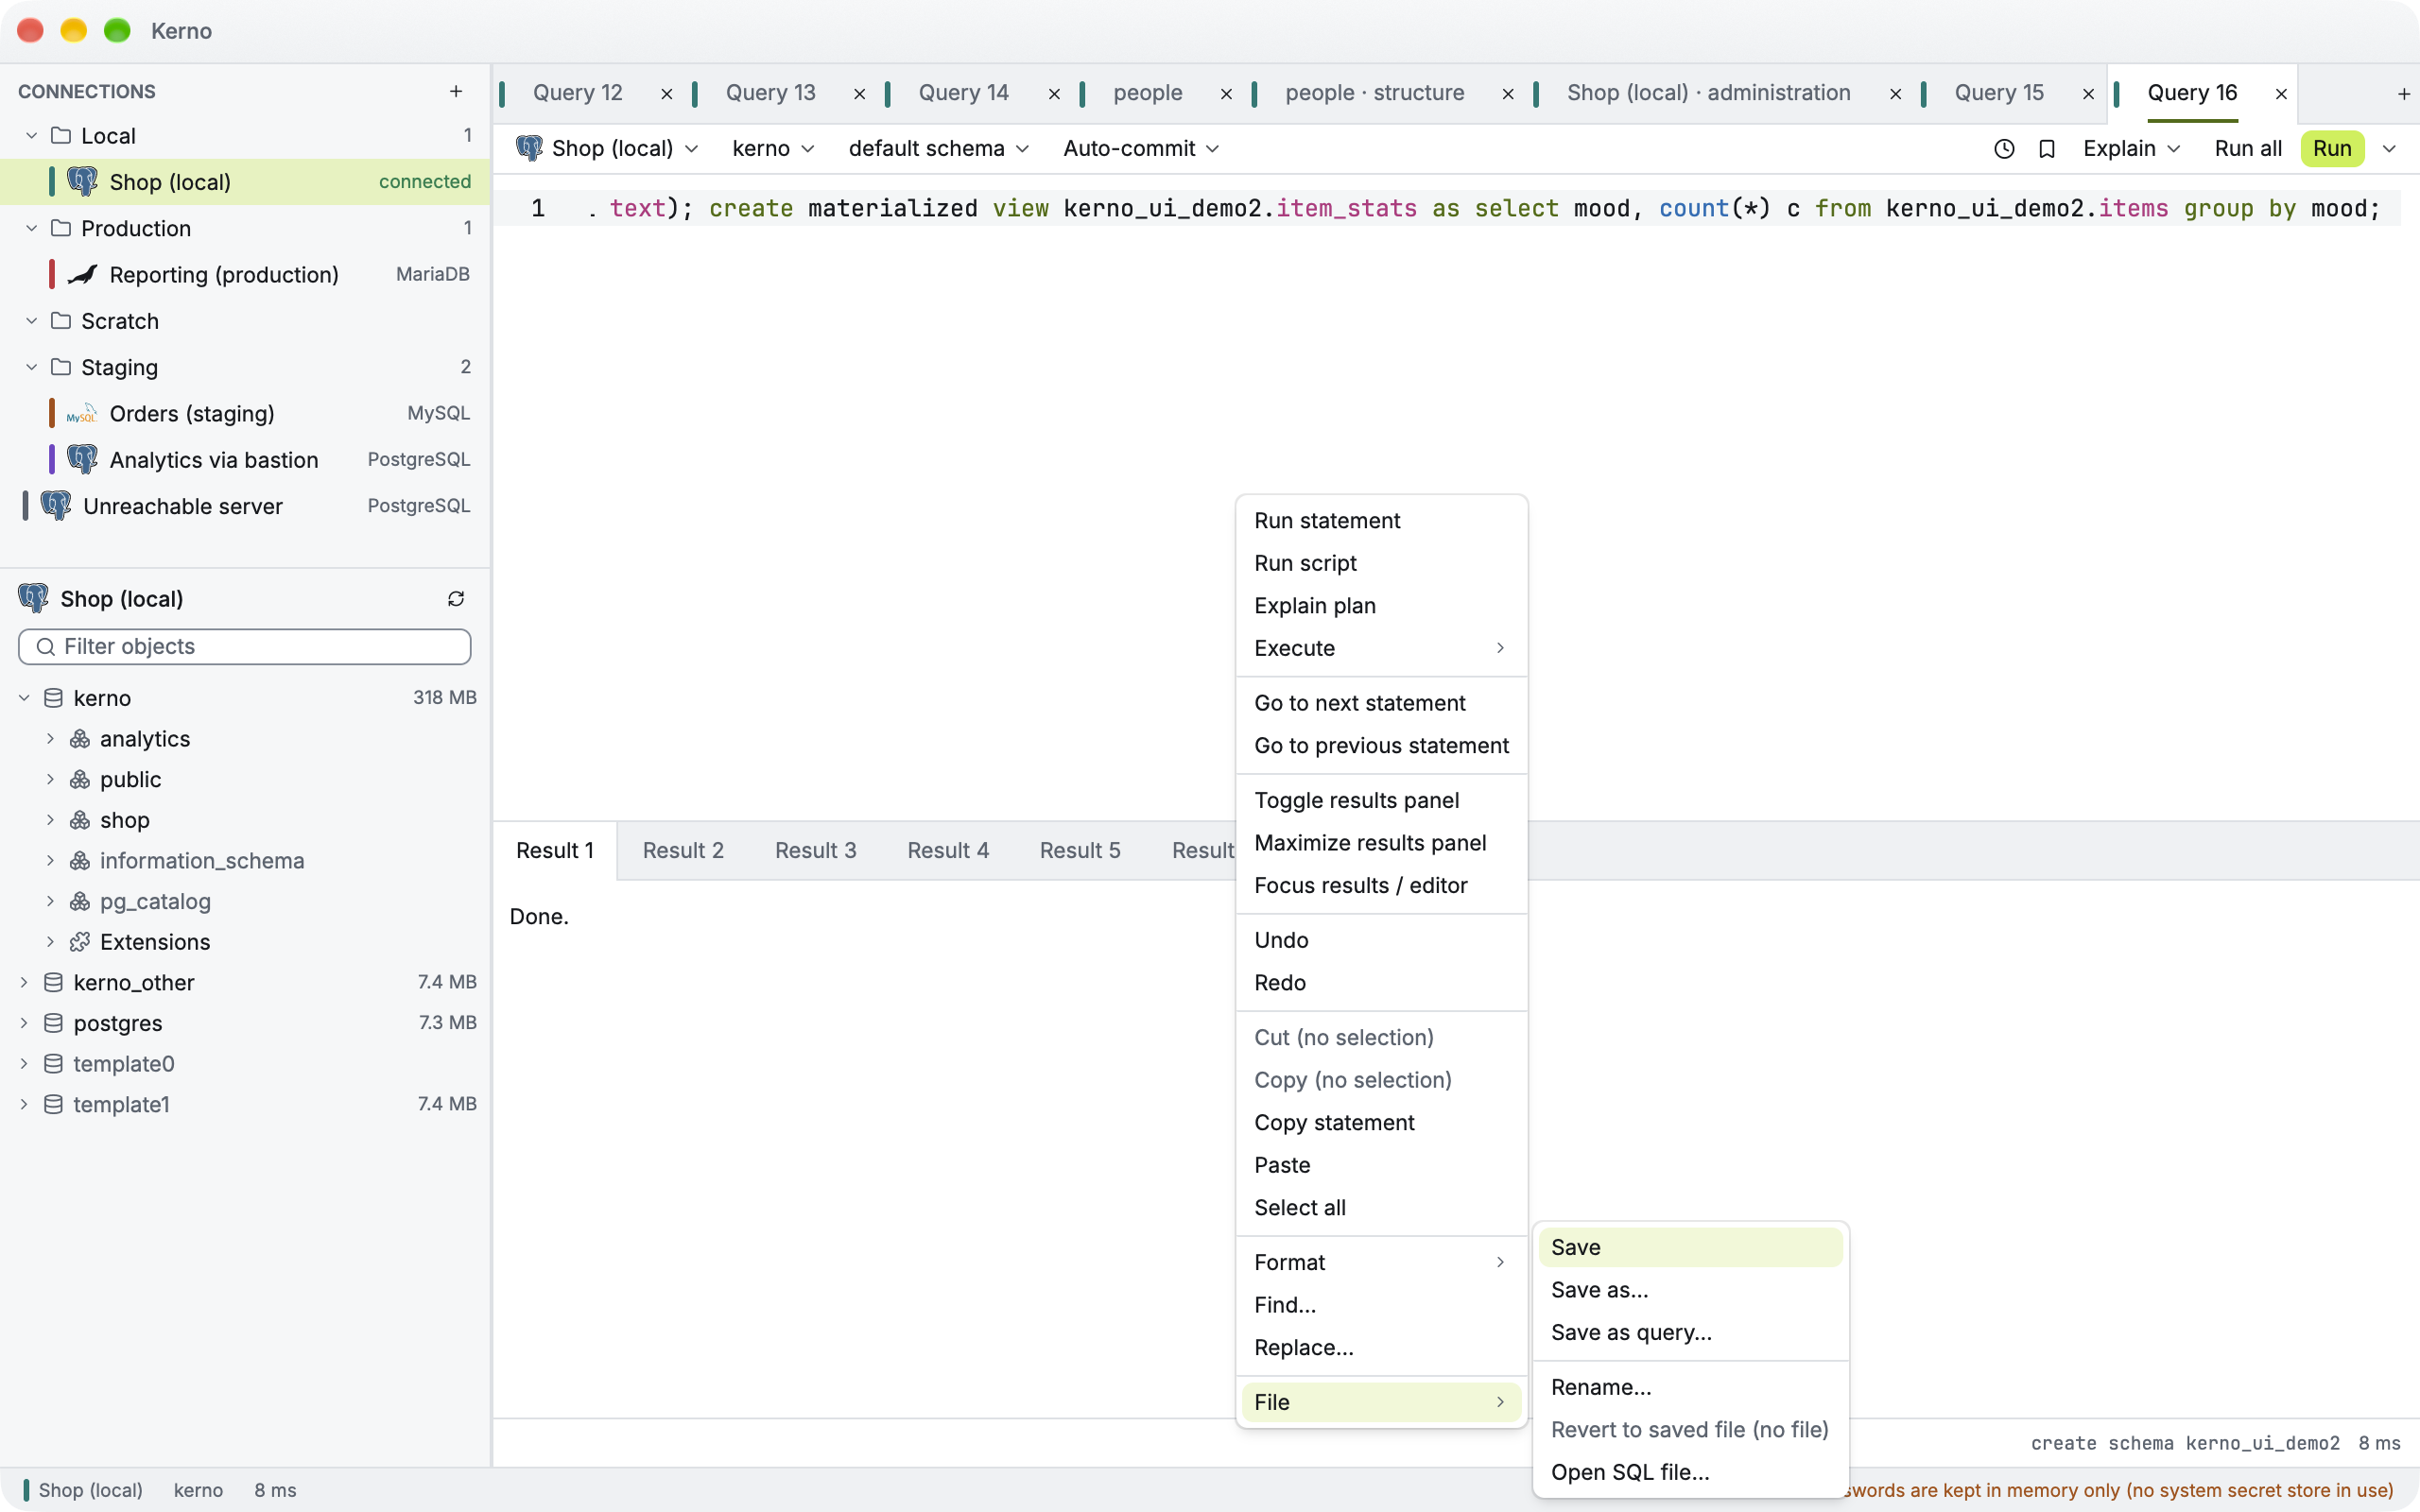 Kerno
CONNECTIONS
Local 1
Shop (local) connected
Production 1
Reporting (production) MariaDB
Scratch
Staging 2
MySQL Orders (staging) MySQL
Analytics via bastion PostgreSQL
Unreachable server PostgreSQL
Shop (local)
Filter objects
kerno 318 MB
analytics
public
shop
information_schema
pg_catalog
Extensions
kerno_other 7.4 MB
postgres 7.3 MB
template0
template1 7.4 MB
Query 12 Query 13 Query 14 people people · structure Shop (local) · administration Query 15 Query 16
Shop (local) kerno default schema Auto-commit Explain Run all Run
1 text); create materialized view kerno_ui_demo2.item_stats as select mood, count(*) c from kerno_ui_demo2.items group by mood;
Result 1 Result 2 Result 3 Result 4 Result 5 Result
Done.
Run statement
Run script
Explain plan
Execute
Go to next statement
Go to previous statement
Toggle results panel
Maximize results panel
Focus results / editor
Undo
Redo
Cut (no selection)
Copy (no selection)
Copy statement
Paste
Select all
Format
Find...
Replace...
File
Save
Save as...
Save as query...
Rename...
Revert to saved file (no file)
Open SQL file...
create schema kerno_ui_demo2 8 ms
Shop (local) kerno 8 ms
swords are kept in memory only (no system secret store in use)